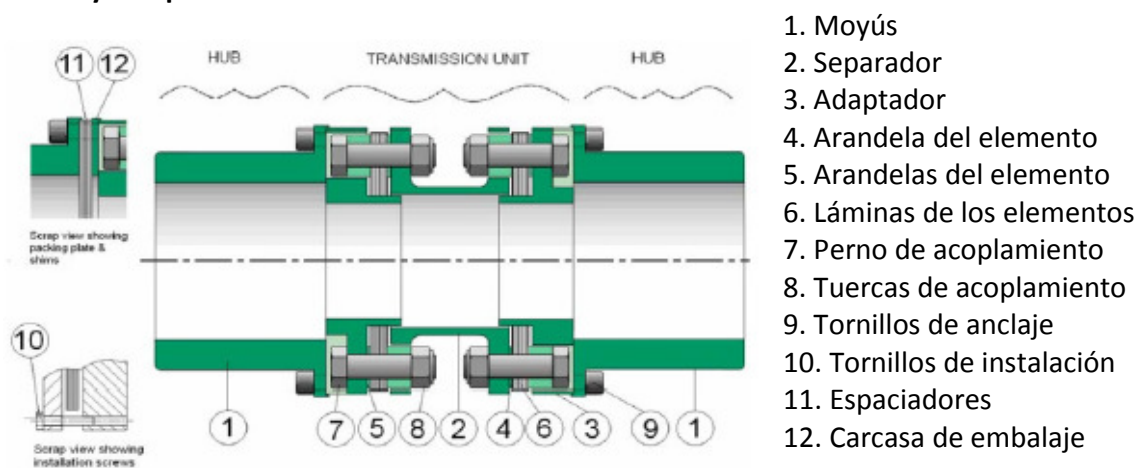 11 12
HUB TRANSMISSION UNIT HUB
Scrap view showing
packing plate &
shims
10
Scrap view showing
installation screws
1 7 5 8 2 4 6 3 9 1
1. Moyús
2. Separador
3. Adaptador
4. Arandela del elemento
5. Arandelas del elemento
6. Láminas de los elementos
7. Perno de acoplamiento
8. Tuercas de acoplamiento
9. Tornillos de anclaje
10. Tornillos de instalación
11. Espaciadores
12. Carcasa de embalaje